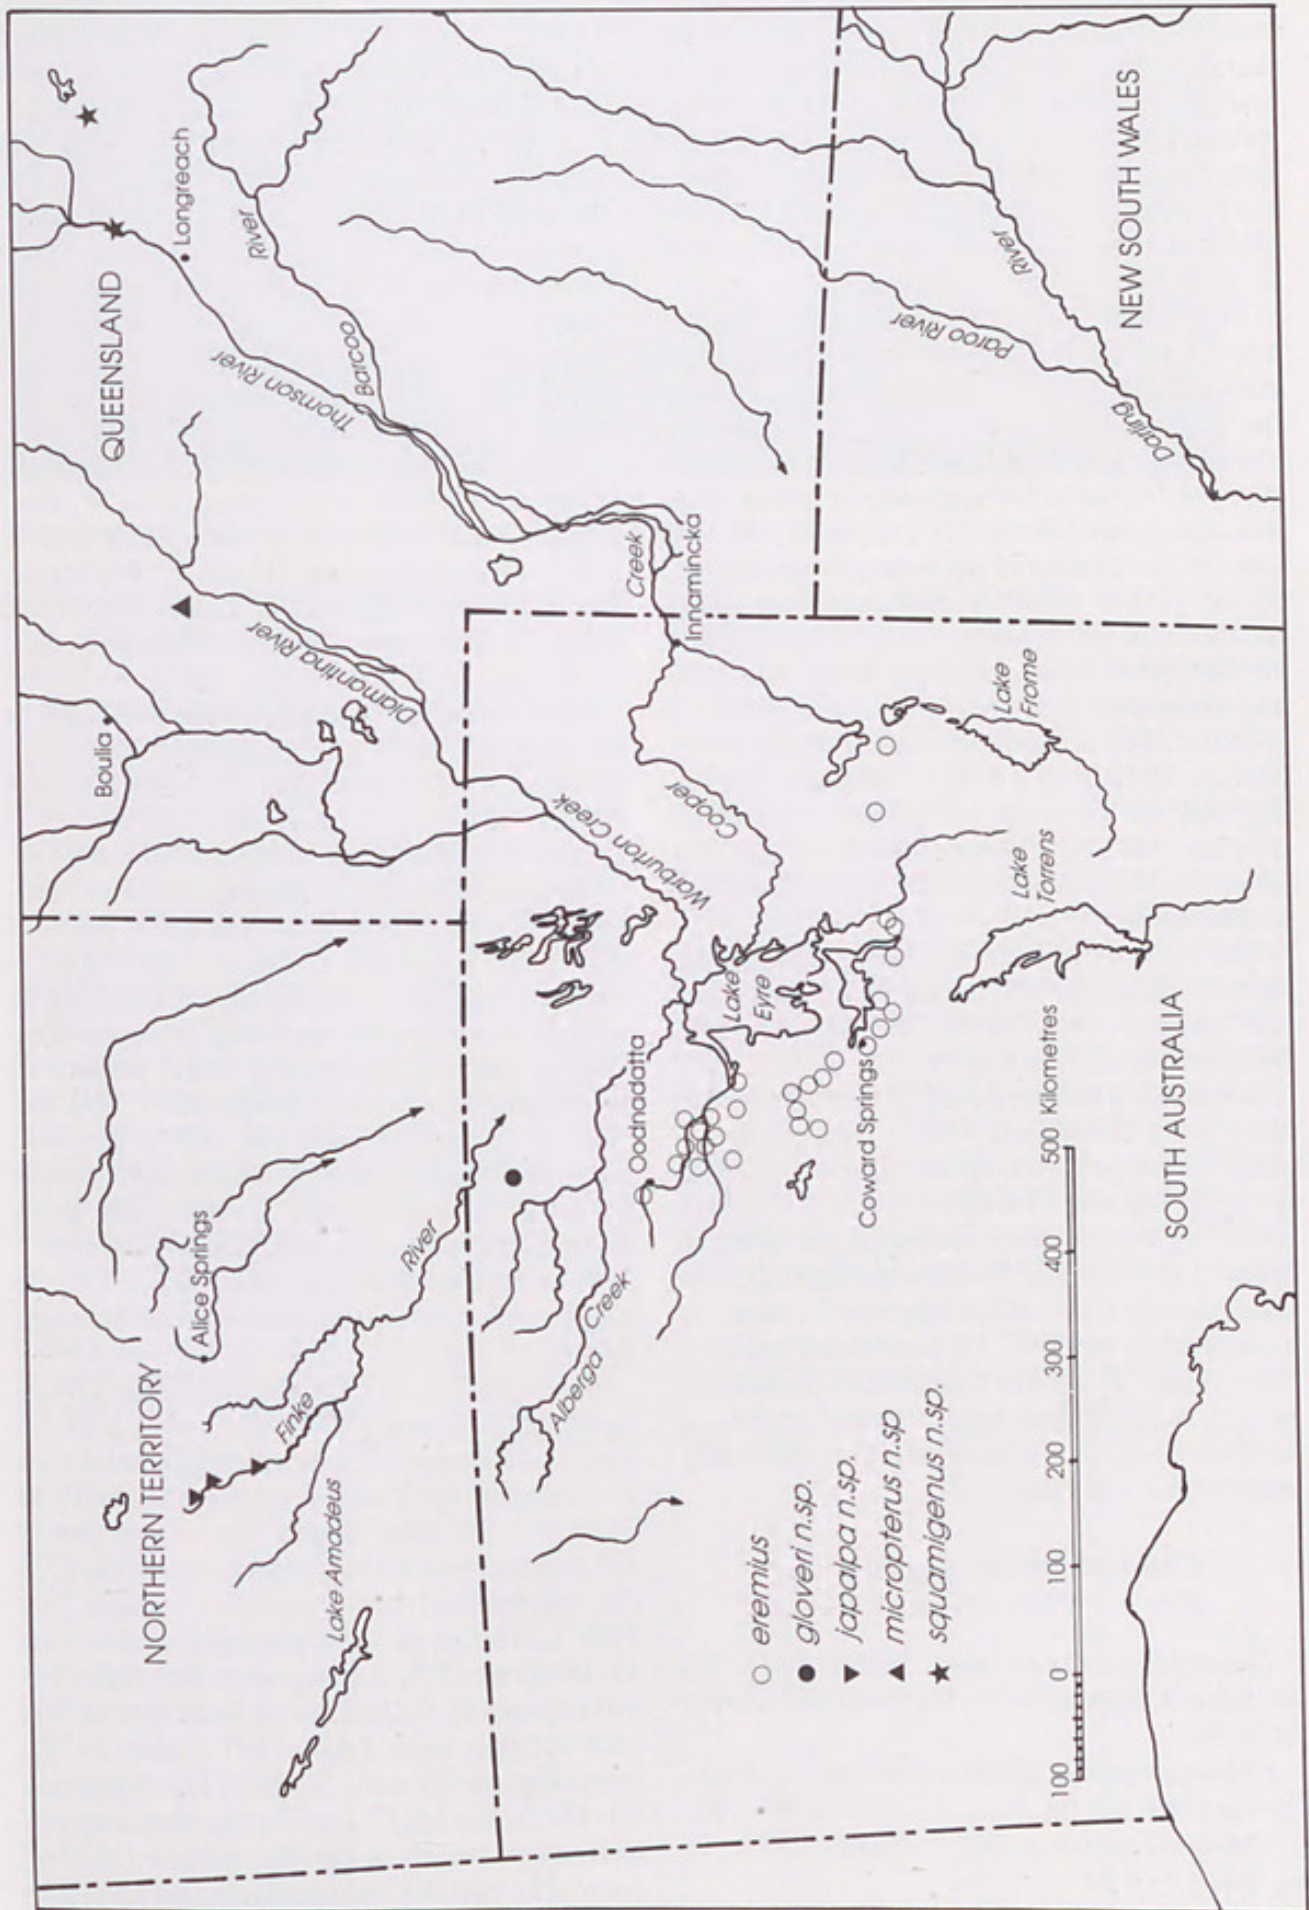 NORTHERN TERRITORY
QUEENSLAND
Alice Springs
Boulia
Longreach
Finke
River
Lake Amadeus
Diamantina River
Thomson River
Barcoo
River
Alberga
Creek
Oodnadatta
Warburton Creek
Cooper
Creek
Innamincka
Lake
Eyre
Coward Springs
Paroo River
Darling
River
Lake
Frome
Lake
Torrens
NEW SOUTH WALES
SOUTH AUSTRALIA
eremius
gloveri n.sp.
japalpa n.sp.
micropterus n.sp
squamigenus n.sp.
100 0 100 200 300 400 500 Kilometres